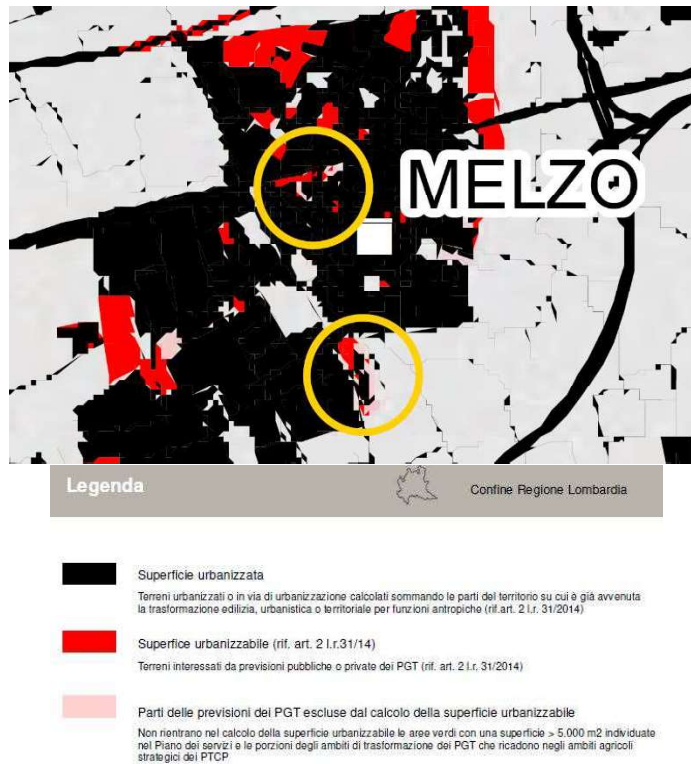 MELZO
Legenda
Confine Regione Lombardia
Superficie urbanizzata
Terreni urbanizzati o in via di urbanizzazione calcolati sommando le parti del territorio su cui è già avvenuta
la trasformazione edilizia, urbanistica o territoriale per funzioni antropiche (rif.art. 2 l.r. 31/2014)
Superfice urbanizzabile (rif. art. 2 l.r.31/14)
Terreni interessati da previsioni pubbliche o private dei PGT (rif. art. 2 l.r. 31/2014)
Parti delle previsioni dei PGT escluse dal calcolo della superficie urbanizzabile
Non rientrano nel calcolo della superficie urbanizzabile le aree verdi con una superficie > 5.000 m2 individuate
nel Piano dei servizi e le porzioni degli ambiti di trasformazione dei PGT che ricadono negli ambiti agricoli
strategici dei PTCP